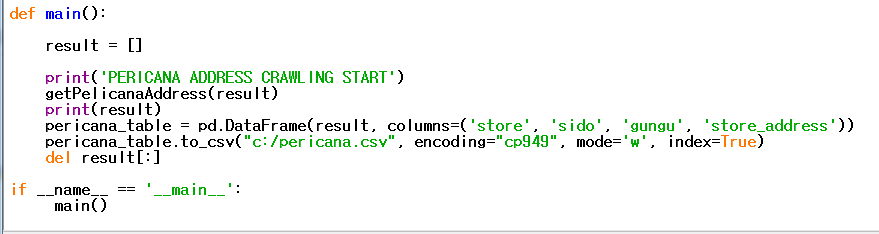 def main():
result = []
print('PERICANA ADDRESS CRAWLING START')
getPelicanaAddress(result)
print(result)
pericana_table = pd.DataFrame(result, columns=('store', 'sido', 'gungu', 'store_address'))
pericana_table.to_csv("c:/pericana.csv", encoding="cp949", mode='w', index=True)
del result[:]
if __name__ == '__main__':
main()